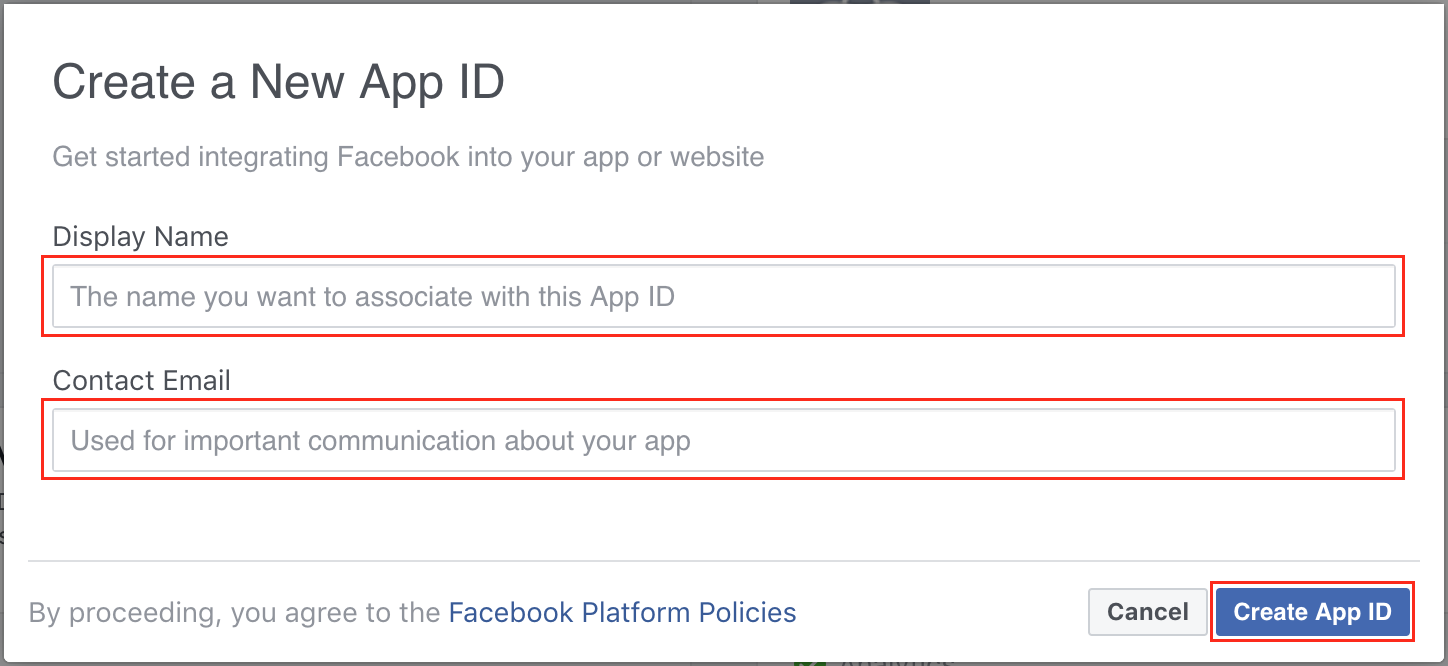 Create a New App ID
Get started integrating Facebook into your app or website
Display Name
The name you want to associate with this App ID
Contact Email
Used for important communication about your app
By proceeding, you agree to the Facebook Platform Policies
Cancel
Create App ID